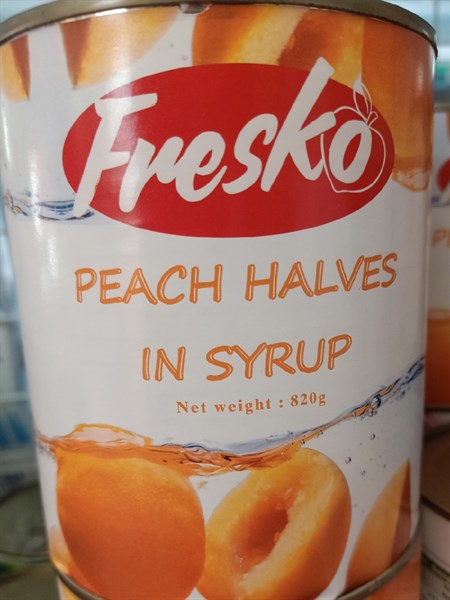 Fresko
PEACH HALVES
IN SYRUP
Net weight : 820g